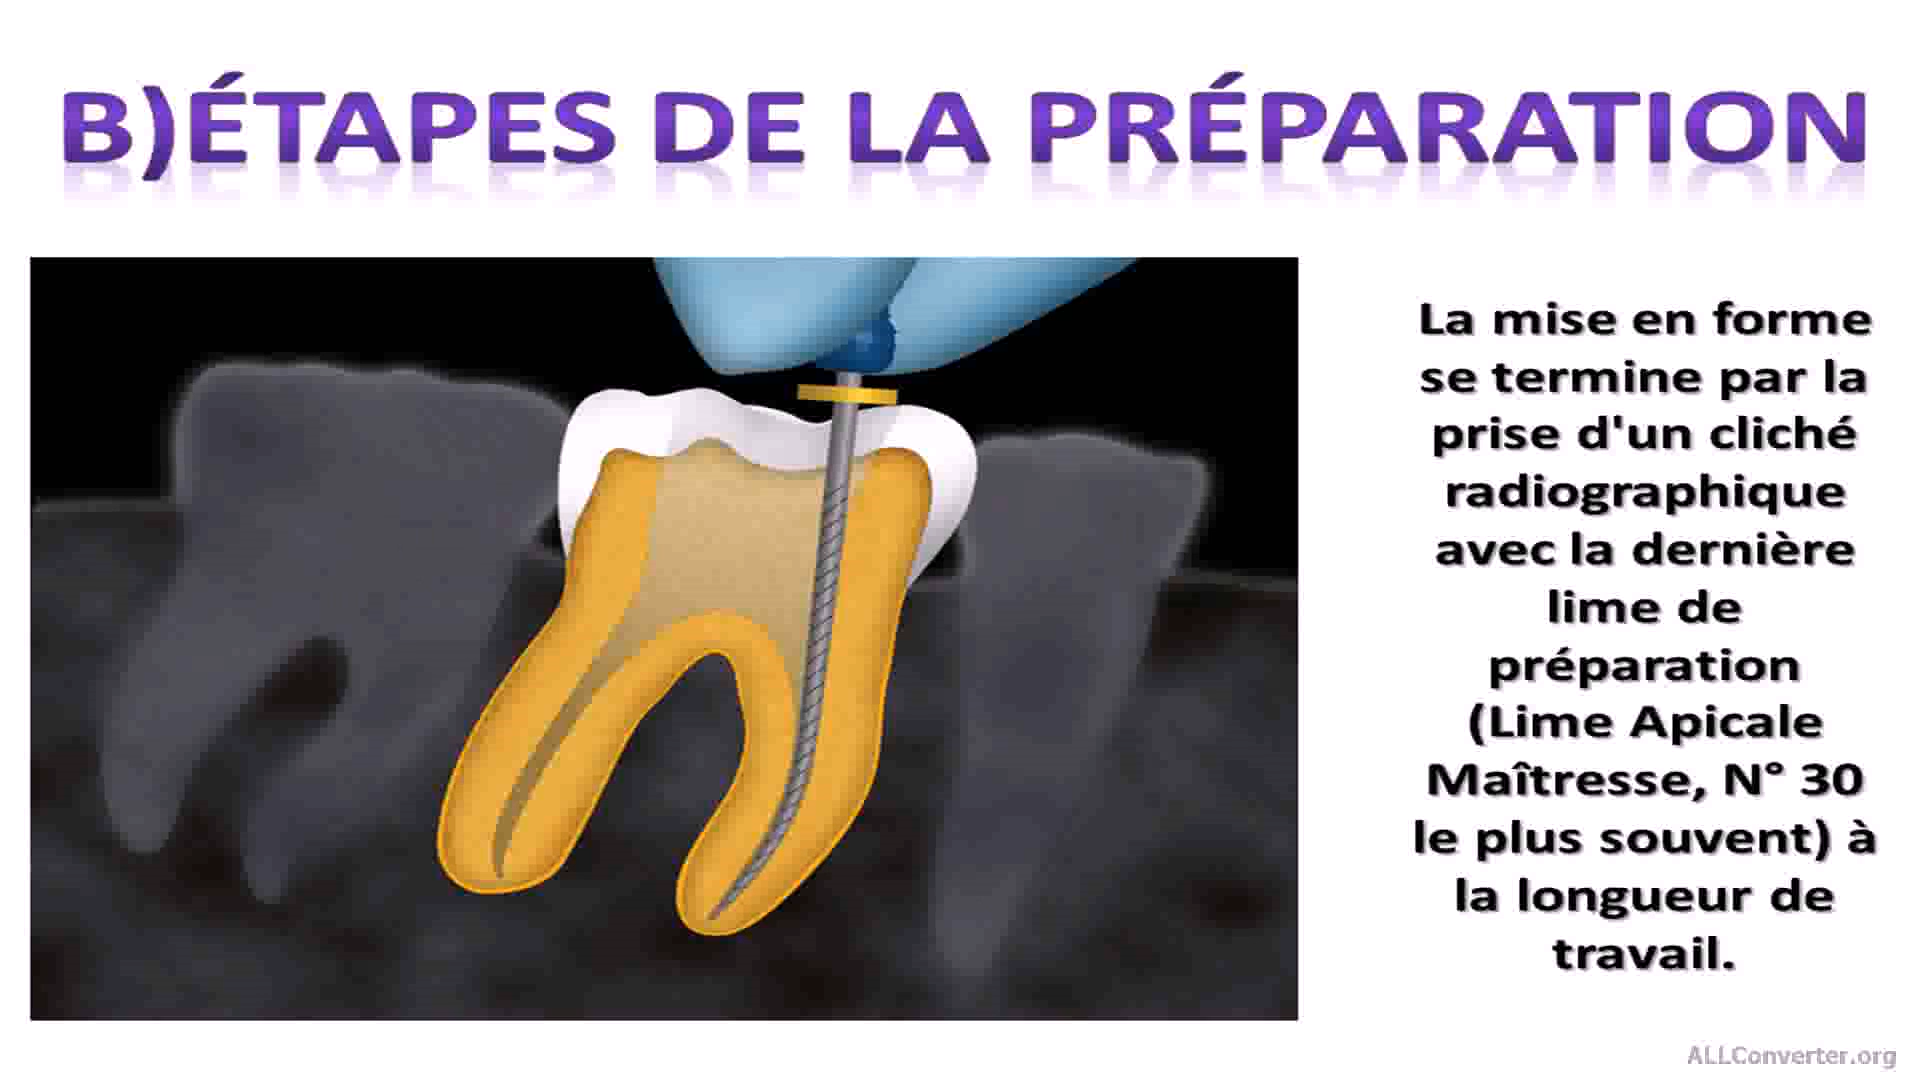 B)ÉTAPES DE LA PRÉPARATION
La mise en forme
se termine par la
prise d'un cliché
radiographique
avec la dernière
lime de
préparation
(Lime Apicale
Maîtresse, N° 30
le plus souvent) à
la longueur de
travail.
ALLConverter.org